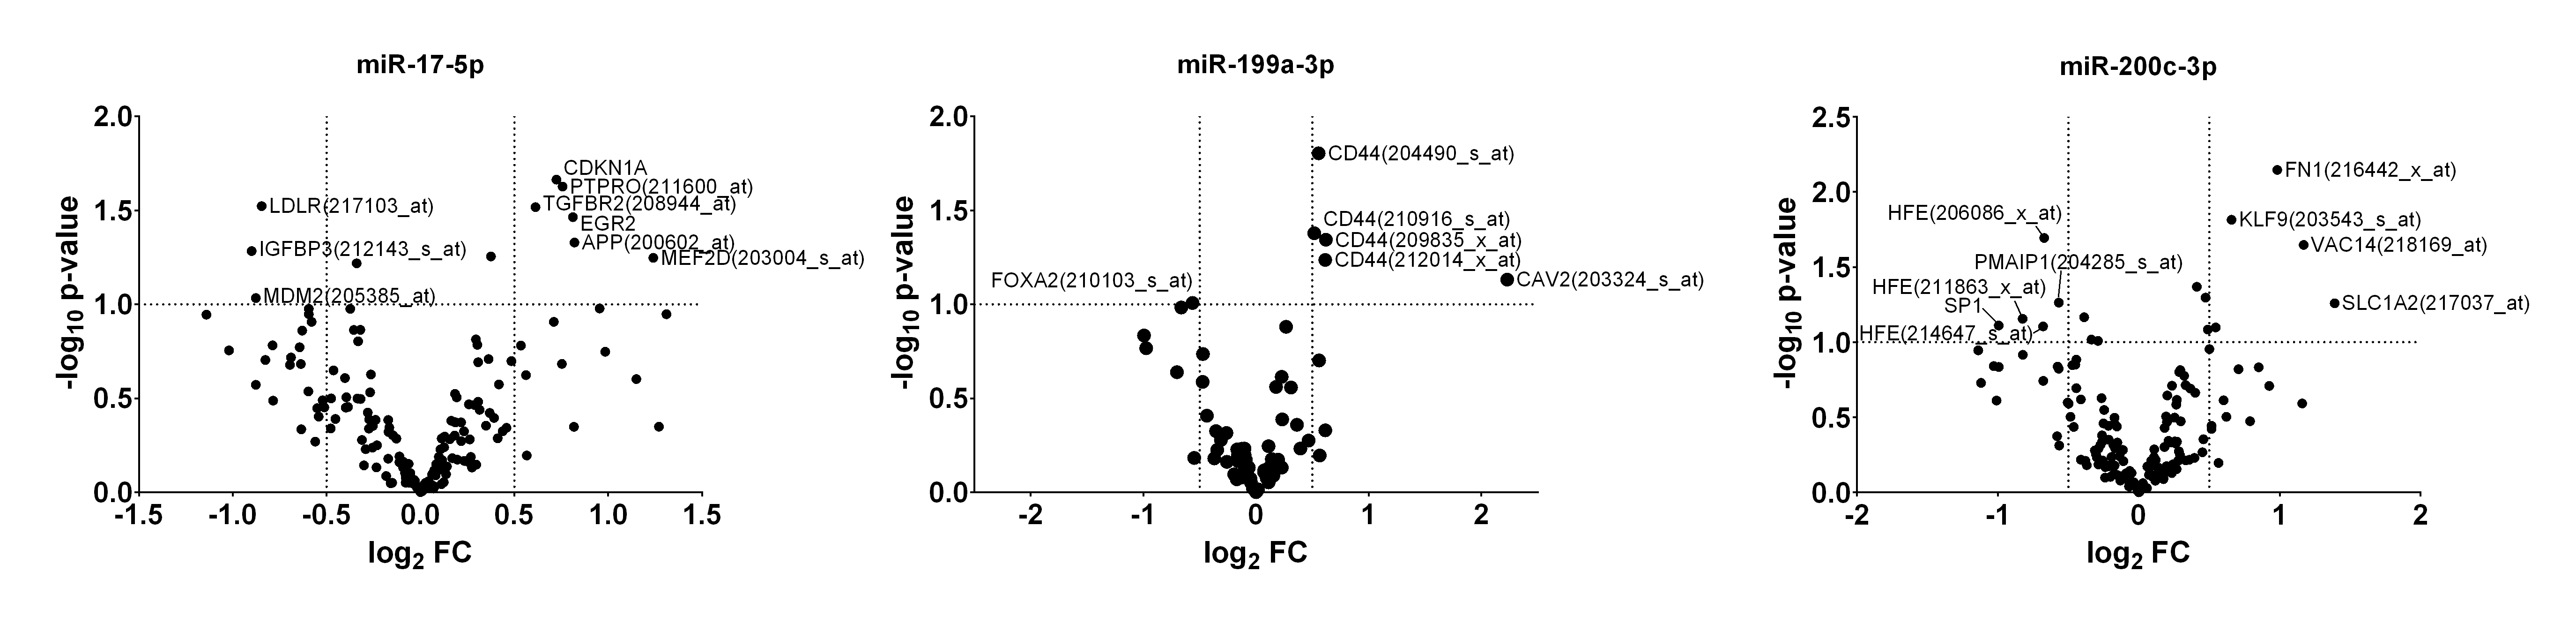 miR-17-5p
2.0
1.5
1.0
0.5
0.0
-log10 p-value
-1.5 -1.0 -0.5 0.0 0.5 1.0 1.5
log2 FC
CDKN1A
PTPRO(211600_at)
TGFBR2(208944_at)
LDLR(217103_at)
EGR2
APP(200602_at)
IGFBP3(212143_s_at)
MEF2D(203004_s_at)
MDM2(205385_at)
miR-199a-3p
2.0
1.5
1.0
0.5
0.0
-log10 p-value
-2 -1 0 1 2
log2 FC
CD44(204490_s_at)
CD44(210916_s_at)
CD44(209835_x_at)
CD44(212014_x_at)
FOXA2(210103_s_at)
CAV2(203324_s_at)
miR-200c-3p
2.5
2.0
1.5
1.0
0.5
0.0
-log10 p-value
-2 -1 0 1 2
log2 FC
FN1(216442_x_at)
HFE(206086_x_at)
KLF9(203543_s_at)
VAC14(218169_at)
PMAIP1(204285_s_at)
HFE(211863_x_at)
SP1
SLC1A2(217037_at)
HFE(214647_s_at)